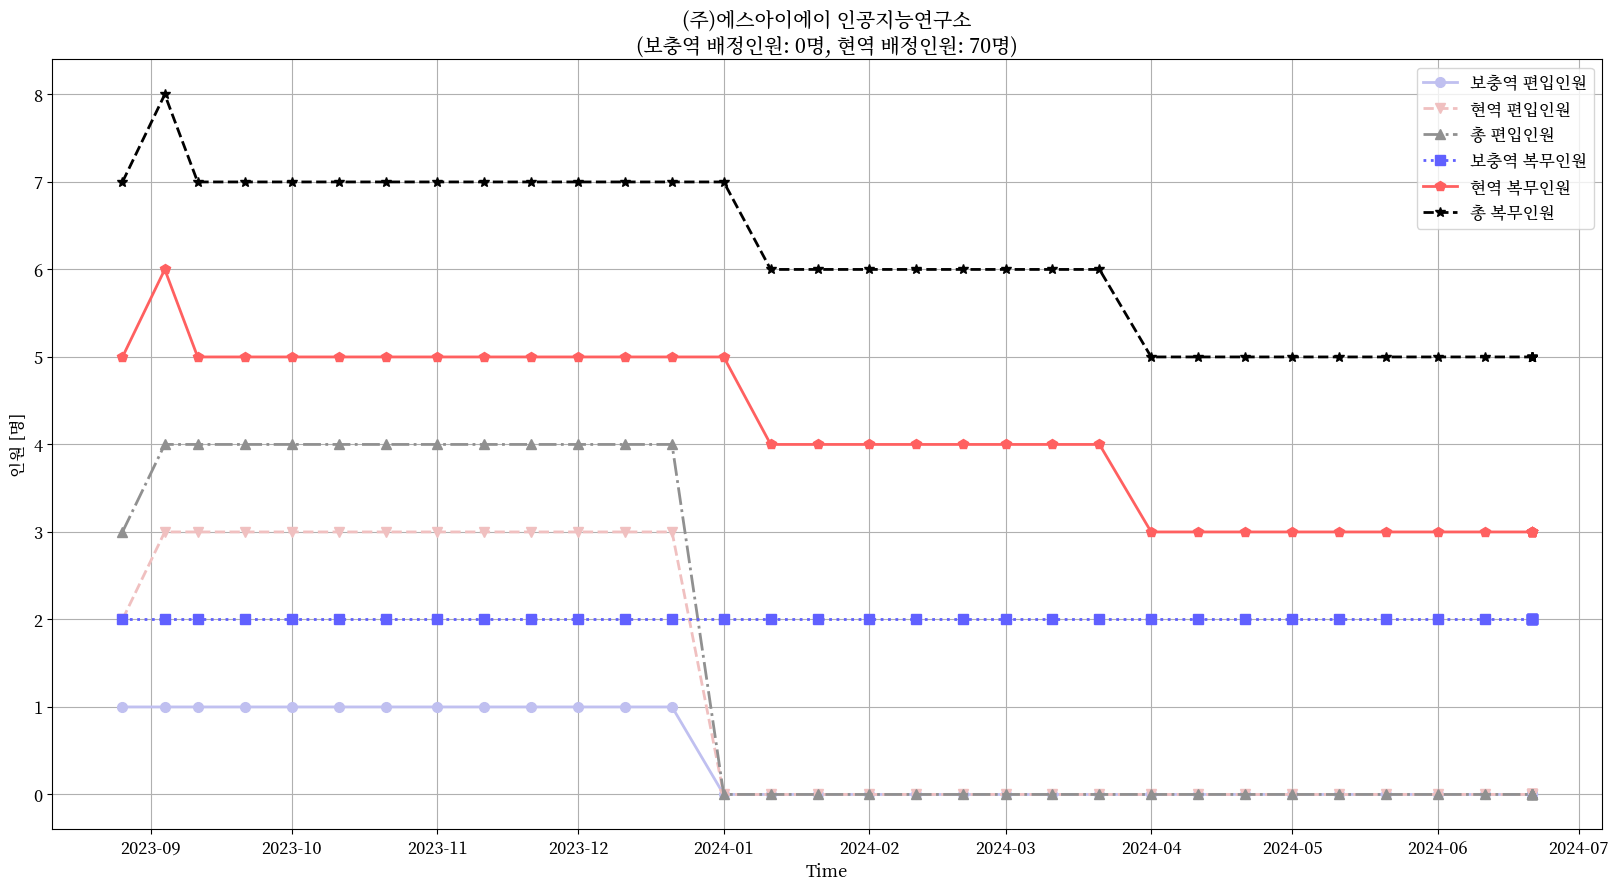 (주)에스아이에이 인공지능연구소
(보충역 배정인원: 0명, 현역 배정인원: 70명)
보충역 편입인원
현역 편입인원
총 편입인원
보충역 복무인원
현역 복무인원
총 복무인원
인원 [명]
8
7
6
5
4
3
2
1
0
2023-09 2023-10 2023-11 2023-12 2024-01 2024-02 2024-03 2024-04 2024-05 2024-06 2024-07
Time